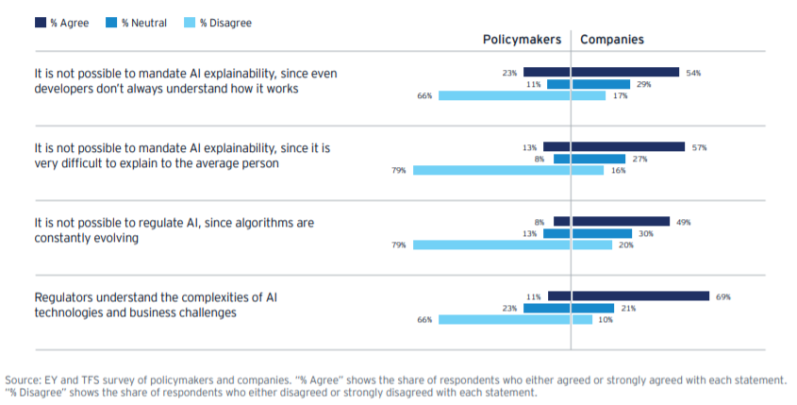 % Agree % Neutral % Disagree
Policymakers Companies
It is not possible to mandate AI explainability, since even
developers don't always understand how it works
23% 54%
11% 29%
66% 17%
It is not possible to mandate AI explainability, since it is
very difficult to explain to the average person
13% 57%
8% 27%
79% 16%
It is not possible to regulate AI, since algorithms are
constantly evolving
8% 49%
13% 30%
79% 20%
Regulators understand the complexities of AI
technologies and business challenges
11% 69%
23% 21%
66% 10%
Source: EY and TFS survey of policymakers and companies. "% Agree" shows the share of respondents who either agreed or strongly agreed with each statement.
"% Disagree" shows the share of respondents who either disagreed or strongly disagreed with each statement.